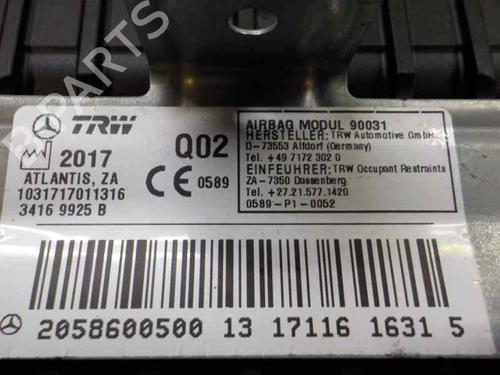 TRW
2017
Q02
ATLANTIS, ZA
0589
1031717011316
3416 9925 B
AIRBAG MODUL 90031
HERSTELLER: TRW Automotive GmbH
D-73553 Alfdorf (Germany)
Tel. +49 7172 302 0
EINFEUHRER: TRW Occupant Restraints
ZA-7350 Dassenberg
Tel. +27.21.577.1420
0589-P1-0052
2058600500 13 17116 1631 5